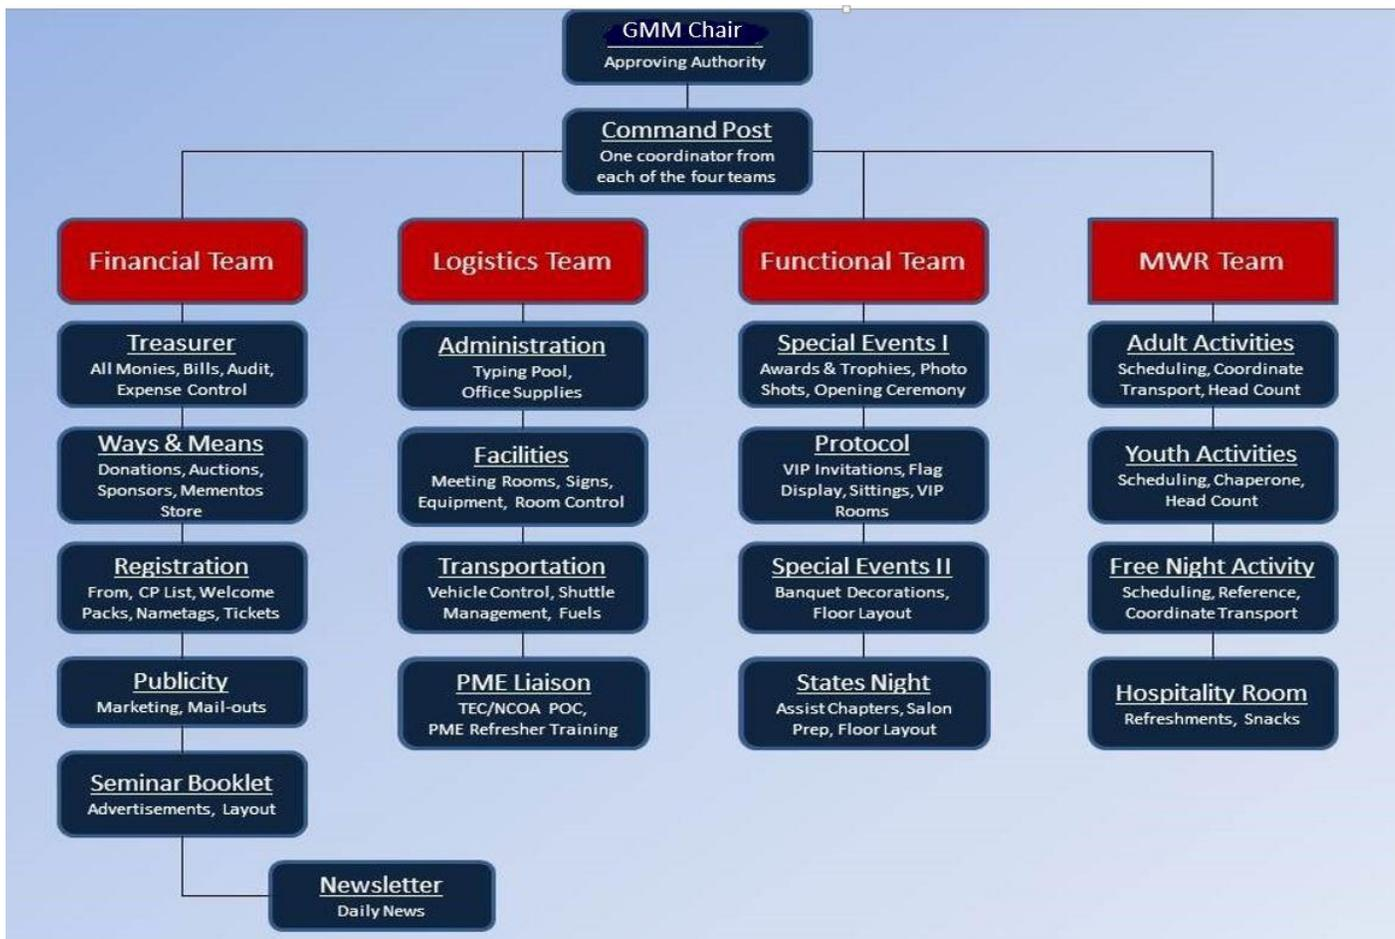 GMM Chair
Approving Authority
Command Post
One coordinator from
each of the four teams
Financial Team
Treasurer
All Monies, Bills, Audit,
Expense Control
Ways & Means
Donations, Auctions,
Sponsors, Mementos
Store
Registration
From, CP List, Welcome
Packs, Nametags, Tickets
Publicity
Marketing, Mail-outs
Seminar Booklet
Advertisements, Layout
Newsletter
Daily News
Logistics Team
Administration
Typing Pool,
Office Supplies
Facilities
Meeting Rooms, Signs,
Equipment, Room Control
Transportation
Vehicle Control, Shuttle
Management, Fuels
PME Liaison
TEC/NCOA POC,
PME Refresher Training
Functional Team
Special Events I
Awards & Trophies, Photo
Shots, Opening Ceremony
Protocol
VIP Invitations, Flag
Display, Sittings, VIP
Rooms
Special Events II
Banquet Decorations,
Floor Layout
States Night
Assist Chapters, Salon
Prep, Floor Layout
MWR Team
Adult Activities
Scheduling, Coordinate
Transport, Head Count
Youth Activities
Scheduling, Chaperone,
Head Count
Free Night Activity
Scheduling, Reference,
Coordinate Transport
Hospitality Room
Refreshments, Snacks